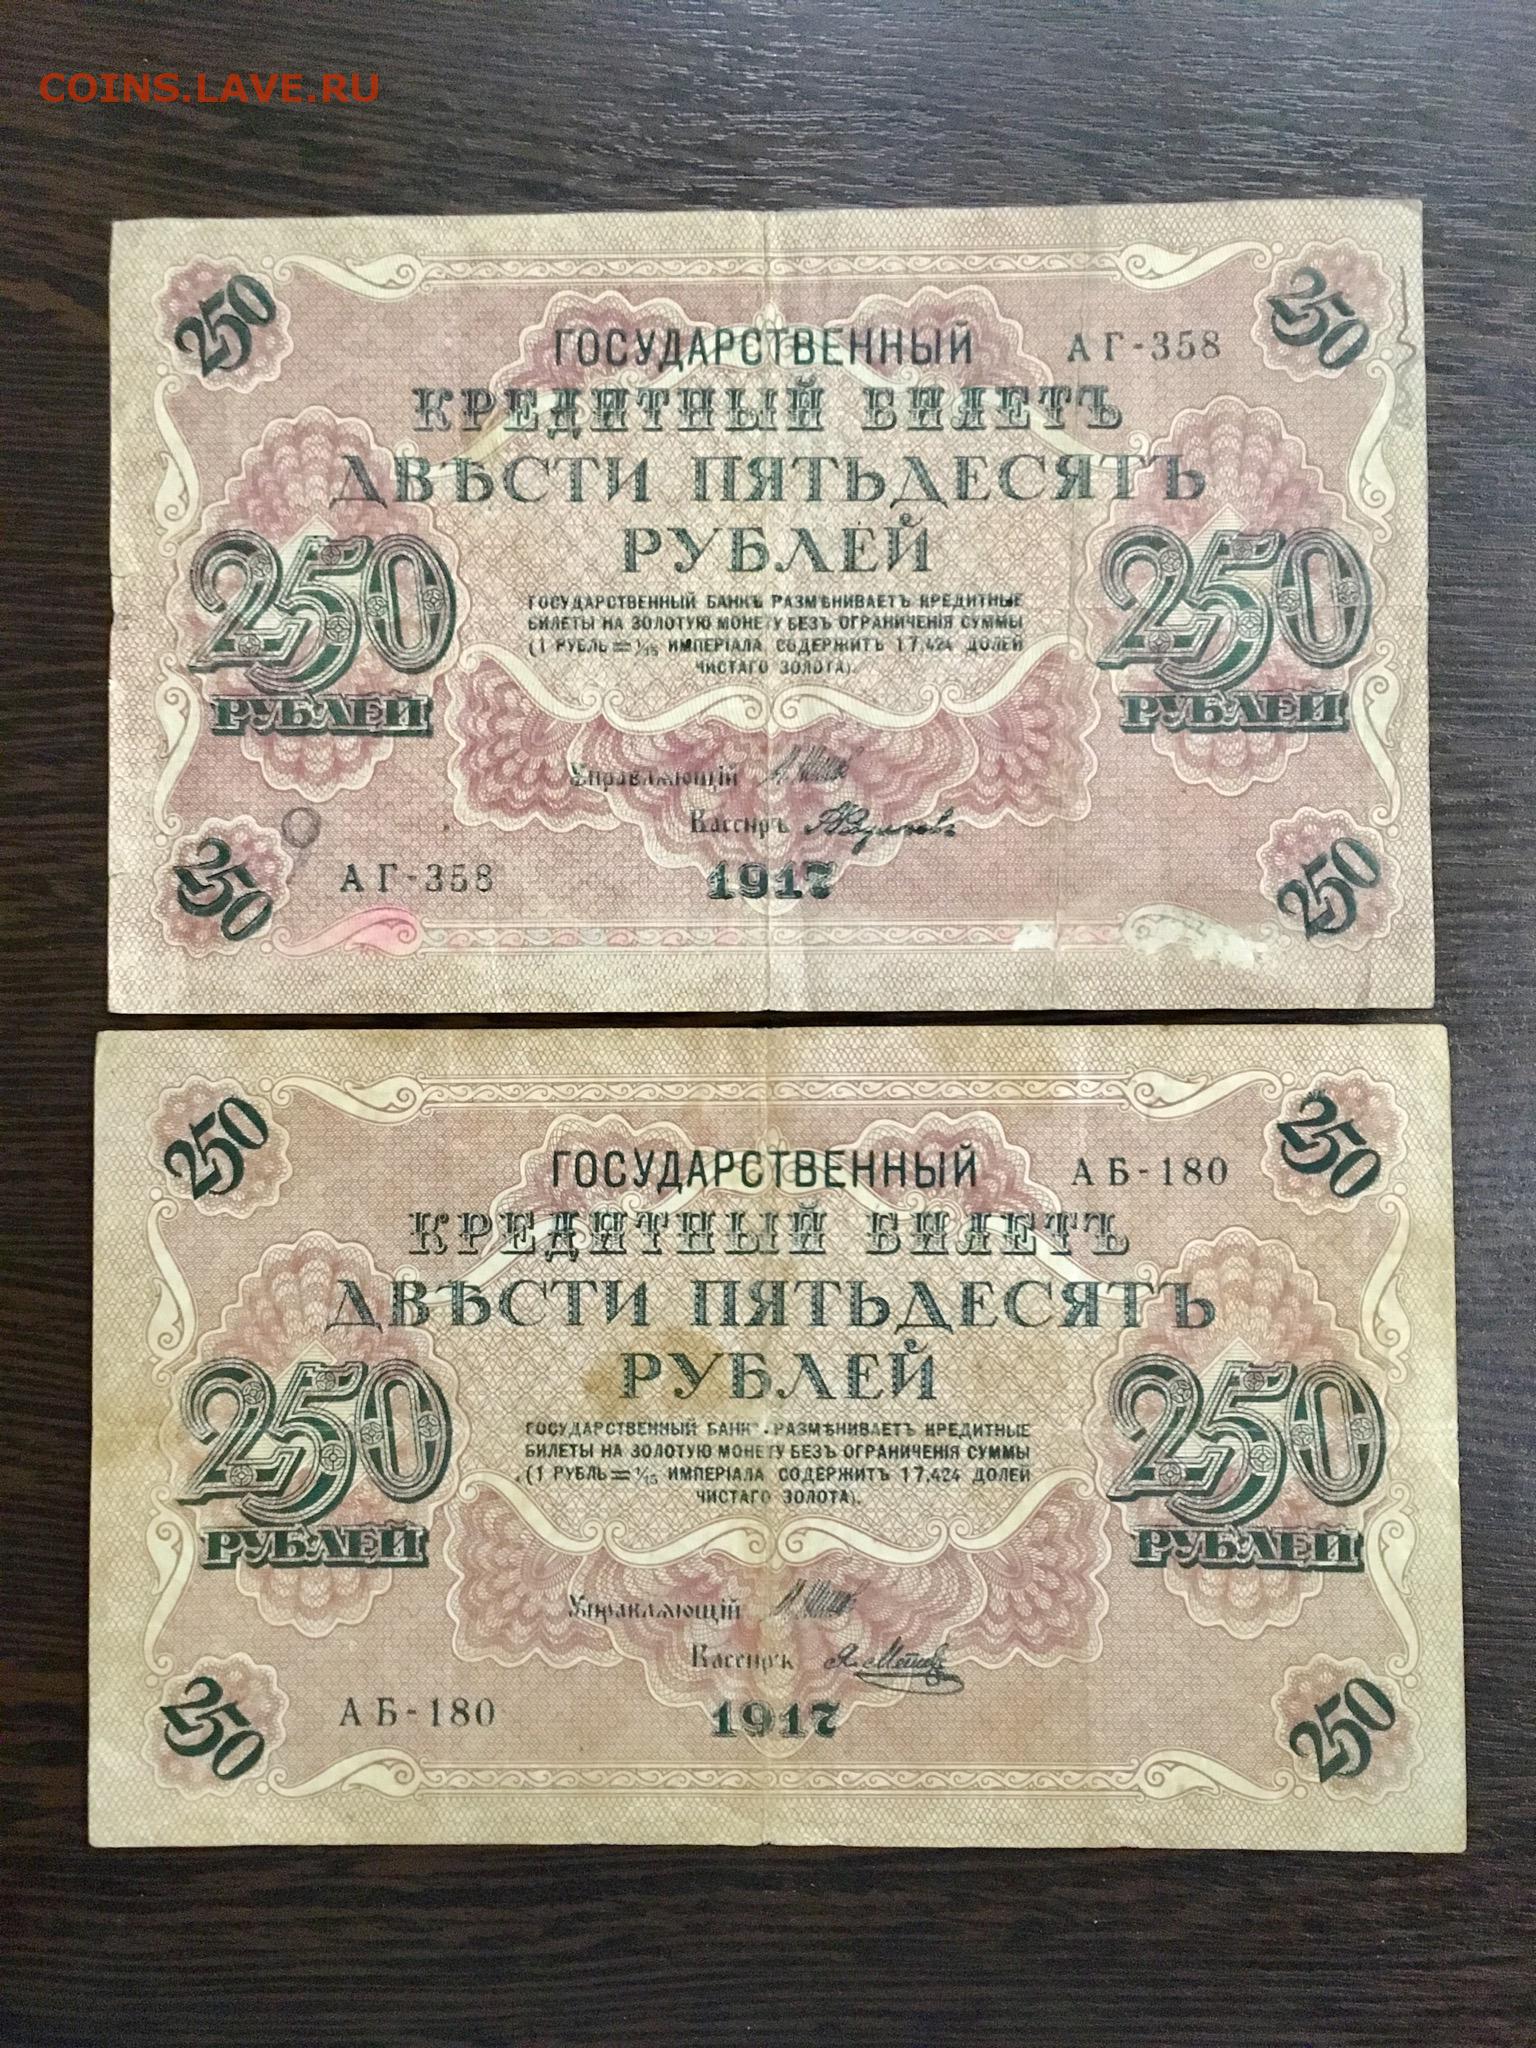 COINS.LAVE.RU
250
250
ГОСУДАРСТВЕННЫЙ
АГ-358
КРЕДИТНЫЙ БИЛЕТЪ
ДВѢСТИ ПЯТЬДЕСЯТЪ
РУБЛЕЙ
250
РУБЛЕЙ
250
РУБЛЕЙ
ГОСУДАРСТВЕННЫЙ БАНКЪ РАЗМѢНИВАЕТЪ КРЕДИТНЫЕ
БИЛЕТЫ НА ЗОЛОТУЮ МОНЕТУ БЕЗЪ ОГРАНИЧЕНІЯ СУММЫ
(1 РУБЛЬ = 1/15 ИМПЕРІАЛА, СОДЕРЖИТЪ 17,424 ДОЛЕЙ
ЧИСТАГО ЗОЛОТА).
Управляющій
Кассиръ
250
АГ-358
1917
250
250
250
ГОСУДАРСТВЕННЫЙ
АБ-180
КРЕДИТНЫЙ БИЛЕТЪ
ДВѢСТИ ПЯТЬДЕСЯТЪ
РУБЛЕЙ
250
РУБЛЕЙ
250
РУБЛЕЙ
ГОСУДАРСТВЕННЫЙ БАНКЪ РАЗМѢНИВАЕТЪ КРЕДИТНЫЕ
БИЛЕТЫ НА ЗОЛОТУЮ МОНЕТУ БЕЗЪ ОГРАНИЧЕНІЯ СУММЫ
(1 РУБЛЬ = 1/15 ИМПЕРІАЛА, СОДЕРЖИТЪ 17,424 ДОЛЕЙ
ЧИСТАГО ЗОЛОТА).
Управляющій
Кассиръ
250
АБ-180
1917
250